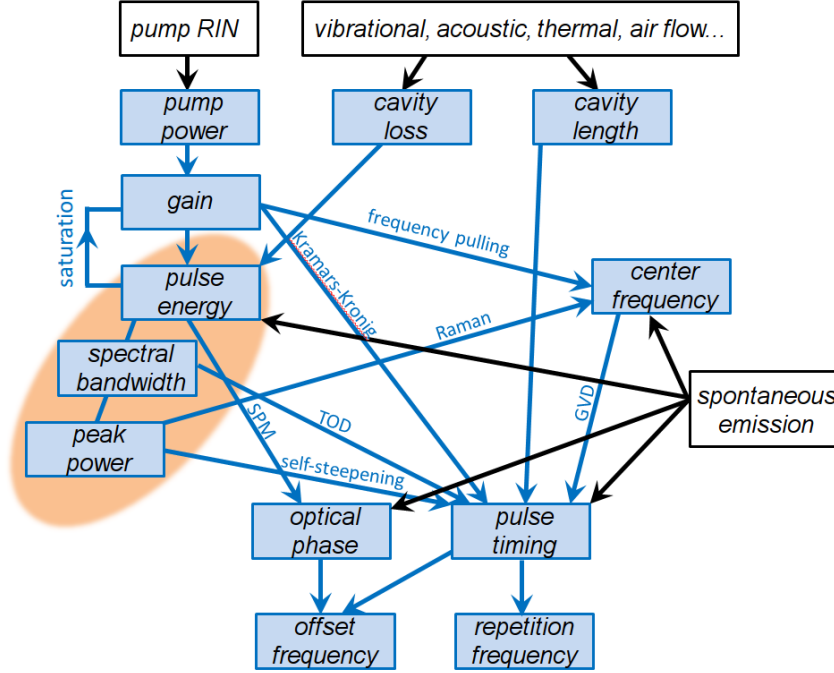 pump RIN
vibrational, acoustic, thermal, air flow...
pump
power
cavity
loss
cavity
length
gain
saturation
frequency pulling
Kramars-Kronig
pulse
energy
center
frequency
Raman
spectral
bandwidth
peak
power
SPM
TOD
GVD
spontaneous
emission
self-steepening
optical
phase
pulse
timing
offset
frequency
repetition
frequency